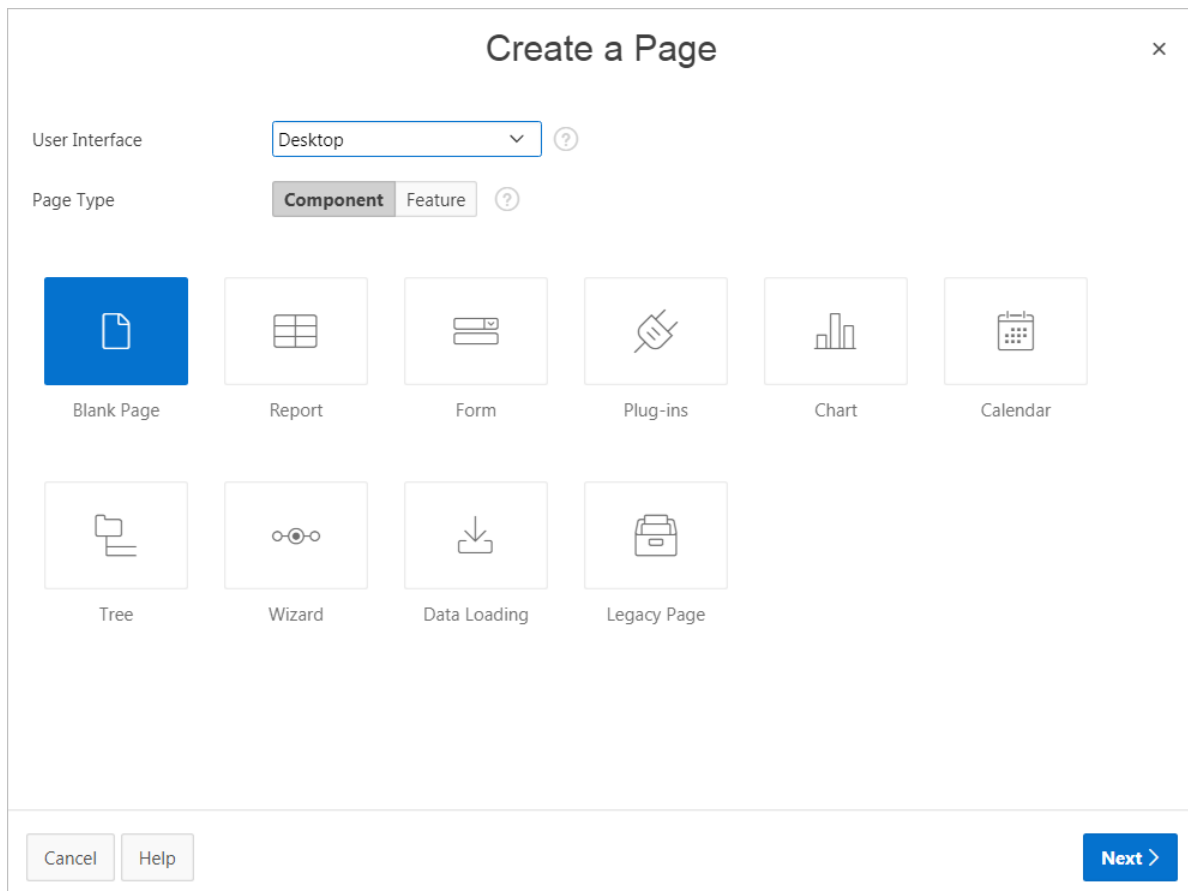 Create a Page
User Interface
Desktop
Page Type
Component Feature
Blank Page Report Form Plug-ins Chart Calendar
Tree Wizard Data Loading Legacy Page
Cancel Help Next